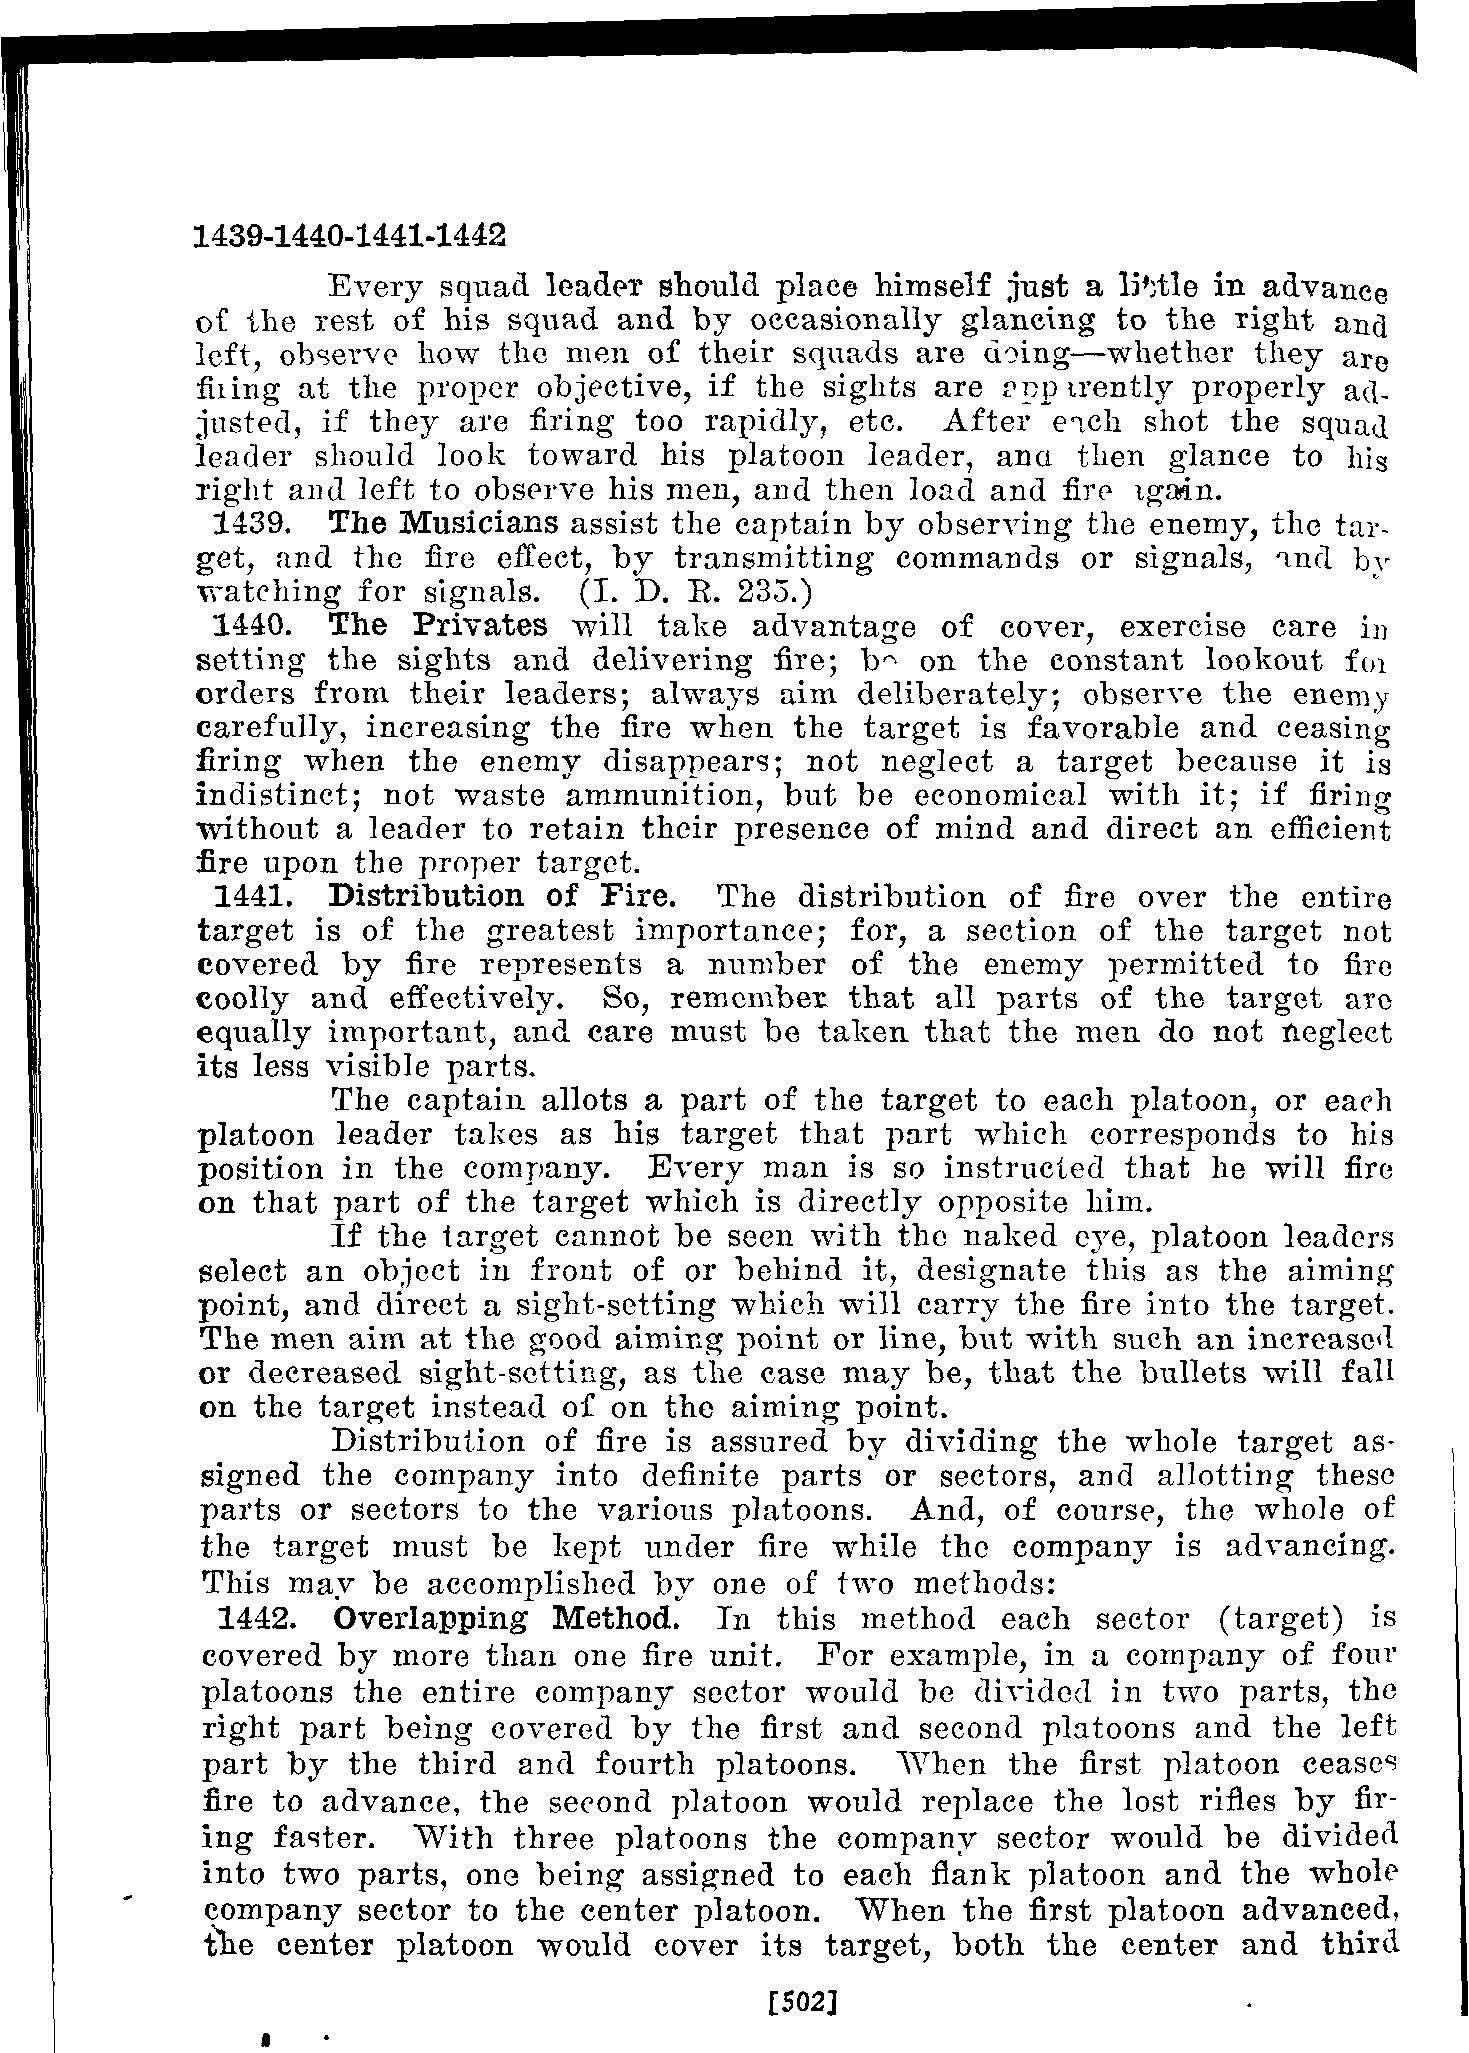 1439-1440-1441-1442
Every squad leader should place himself just a little in advance
of the rest of his squad and by occasionally glancing to the right and
left, observe how the men of their squads are doing—whether they are
firing at the proper objective, if the sights are apparently properly ad-
justed, if they are firing too rapidly, etc. After each shot the squad
leader should look toward his platoon leader, and then glance to his
right and left to observe his men, and then load and fire again.
1439. The Musicians assist the captain by observing the enemy, the tar-
get, and the fire effect, by transmitting commands or signals, and by
watching for signals. (I. D. R. 235.)
1440. The Privates will take advantage of cover, exercise care in
setting the sights and delivering fire; be on the constant lookout for
orders from their leaders; always aim deliberately; observe the enemy
carefully, increasing the fire when the target is favorable and ceasing
firing when the enemy disappears; not neglect a target because it is
indistinct; not waste ammunition, but be economical with it; if firing
without a leader to retain their presence of mind and direct an efficient
fire upon the proper target.
1441. Distribution of Fire. The distribution of fire over the entire
target is of the greatest importance; for, a section of the target not
covered by fire represents a number of the enemy permitted to fire
coolly and effectively. So, remember that all parts of the target are
equally important, and care must be taken that the men do not neglect
its less visible parts.
The captain allots a part of the target to each platoon, or each
platoon leader takes as his target that part which corresponds to his
position in the company. Every man is so instructed that he will fire
on that part of the target which is directly opposite him.
If the target cannot be seen with the naked eye, platoon leaders
select an object in front of or behind it, designate this as the aiming
point, and direct a sight-setting which will carry the fire into the target.
The men aim at the good aiming point or line, but with such an increased
or decreased sight-setting, as the case may be, that the bullets will fall
on the target instead of on the aiming point.
Distribution of fire is assured by dividing the whole target as-
signed the company into definite parts or sectors, and allotting these
parts or sectors to the various platoons. And, of course, the whole of
the target must be kept under fire while the company is advancing.
This may be accomplished by one of two methods:
1442. Overlapping Method. In this method each sector (target) is
covered by more than one fire unit. For example, in a company of four
platoons the entire company sector would be divided in two parts, the
right part being covered by the first and second platoons and the left
part by the third and fourth platoons. When the first platoon ceases
fire to advance, the second platoon would replace the lost rifles by fir-
ing faster. With three platoons the company sector would be divided
into two parts, one being assigned to each flank platoon and the whole
company sector to the center platoon. When the first platoon advanced,
the center platoon would cover its target, both the center and third
[502]